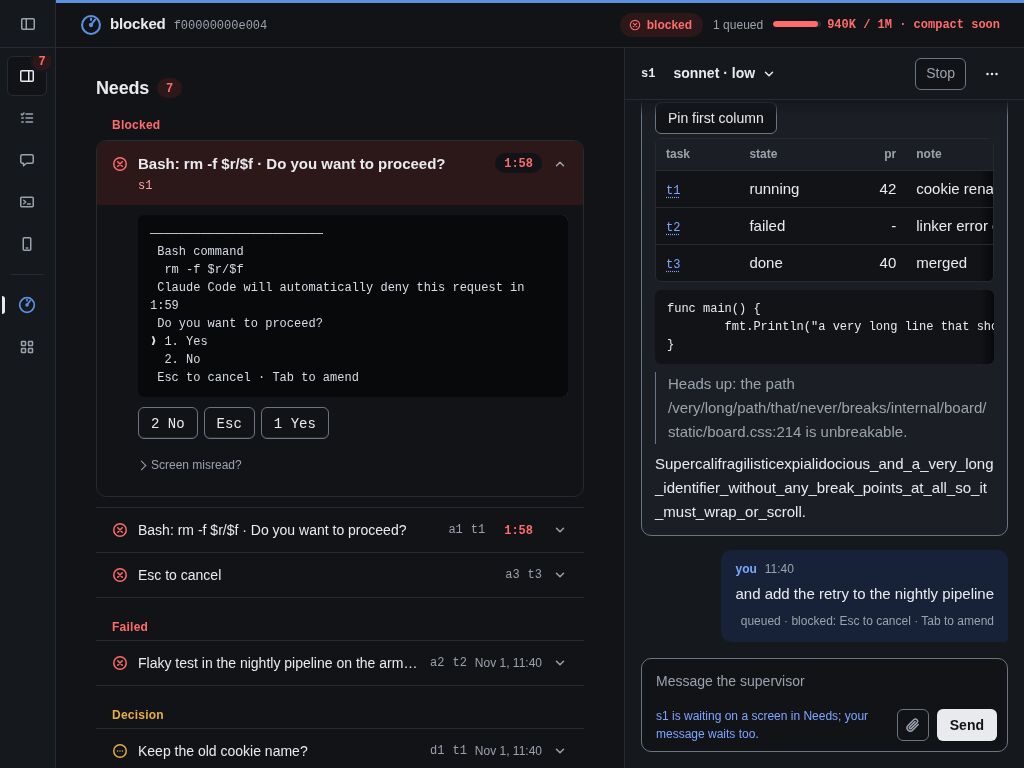 7
blocked f00000000e004
blocked 1 queued 940K / 1M · compact soon
Needs 7
Blocked
Bash: rm -f $r/$f · Do you want to proceed? 1:58
s1
Bash command
rm -f $r/$f
Claude Code will automatically deny this request in
1:59
Do you want to proceed?
❯ 1. Yes
2. No
Esc to cancel · Tab to amend
2 No Esc 1 Yes
Screen misread?
Bash: rm -f $r/$f · Do you want to proceed? a1 t1 1:58
Esc to cancel a3 t3
Failed
Flaky test in the nightly pipeline on the arm… a2 t2 Nov 1, 11:40
Decision
Keep the old cookie name? d1 t1 Nov 1, 11:40
s1 sonnet · low Stop
Pin first column
task state pr note
t1 running 42 cookie rena
t2 failed - linker error
t3 done 40 merged
func main() {
fmt.Println("a very long line that sho
}
Heads up: the path
/very/long/path/that/never/breaks/internal/board/
static/board.css:214 is unbreakable.
Supercalifragilisticexpialidocious_and_a_very_long
_identifier_without_any_break_points_at_all_so_it
_must_wrap_or_scroll.
you 11:40
and add the retry to the nightly pipeline
queued · blocked: Esc to cancel · Tab to amend
Message the supervisor
s1 is waiting on a screen in Needs; your
message waits too.
Send